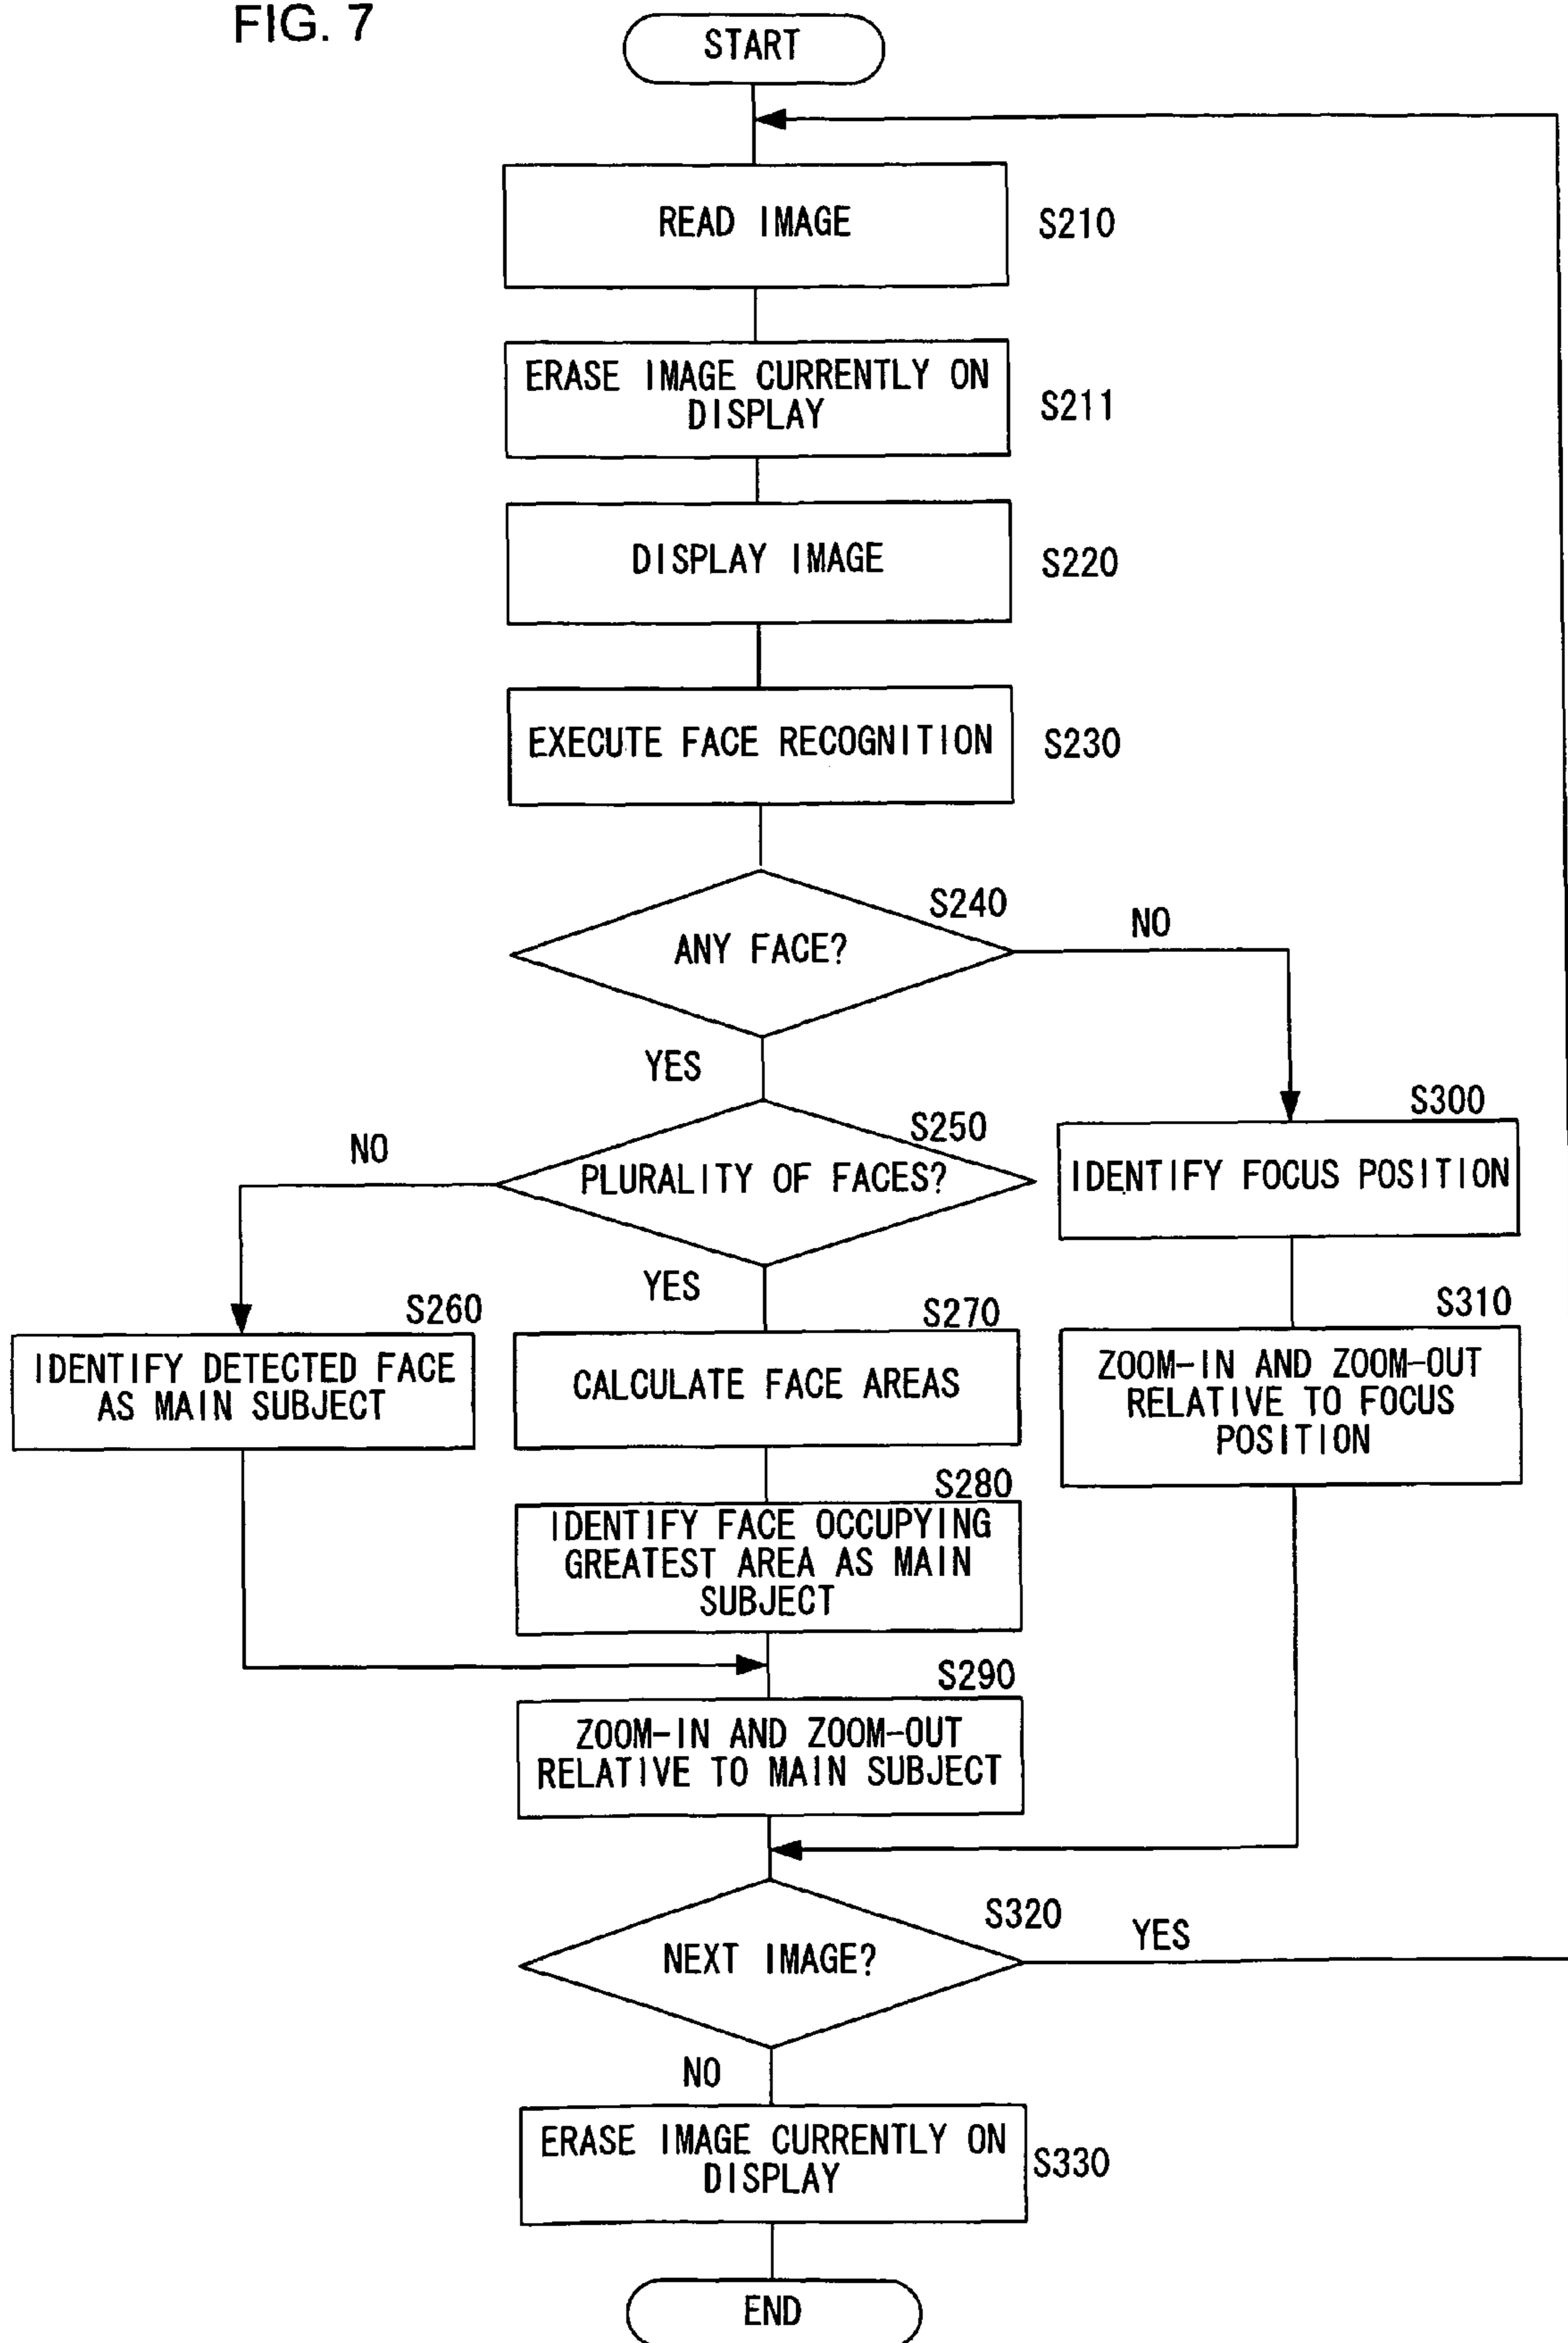 FIG. 7
START
READ IMAGE
S210
ERASE IMAGE CURRENTLY ON
DISPLAY
S211
DISPLAY IMAGE
S220
EXECUTE FACE RECOGNITION
S230
S240
ANY FACE?
NO
YES
S250
PLURALITY OF FACES?
NO
YES
S300
IDENTIFY FOCUS POSITION
S260
IDENTIFY DETECTED FACE
AS MAIN SUBJECT
S270
CALCULATE FACE AREAS
S310
ZOOM-IN AND ZOOM-OUT
RELATIVE TO FOCUS
POSITION
S280
IDENTIFY FACE OCCUPYING
GREATEST AREA AS MAIN
SUBJECT
S290
ZOOM-IN AND ZOOM-OUT
RELATIVE TO MAIN SUBJECT
S320
NEXT IMAGE?
YES
NO
ERASE IMAGE CURRENTLY ON
DISPLAY
S330
END